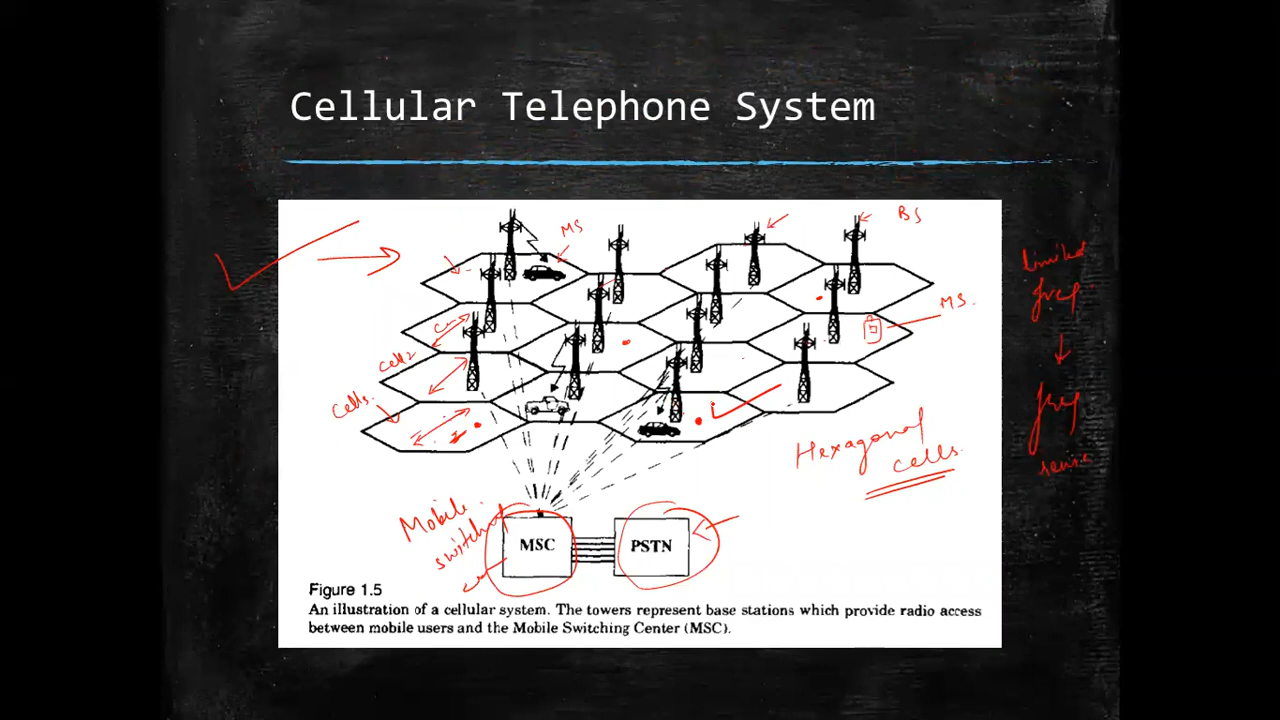 Cellular Telephone System
MS
BS
MS
cell2
cells
limited
freq
freq
Hexagonal
cells
Mobile
switching
MSC
PSTN
Figure 1.5
An illustration of a cellular system. The towers represent base stations which provide radio access
between mobile users and the Mobile Switching Center (MSC).